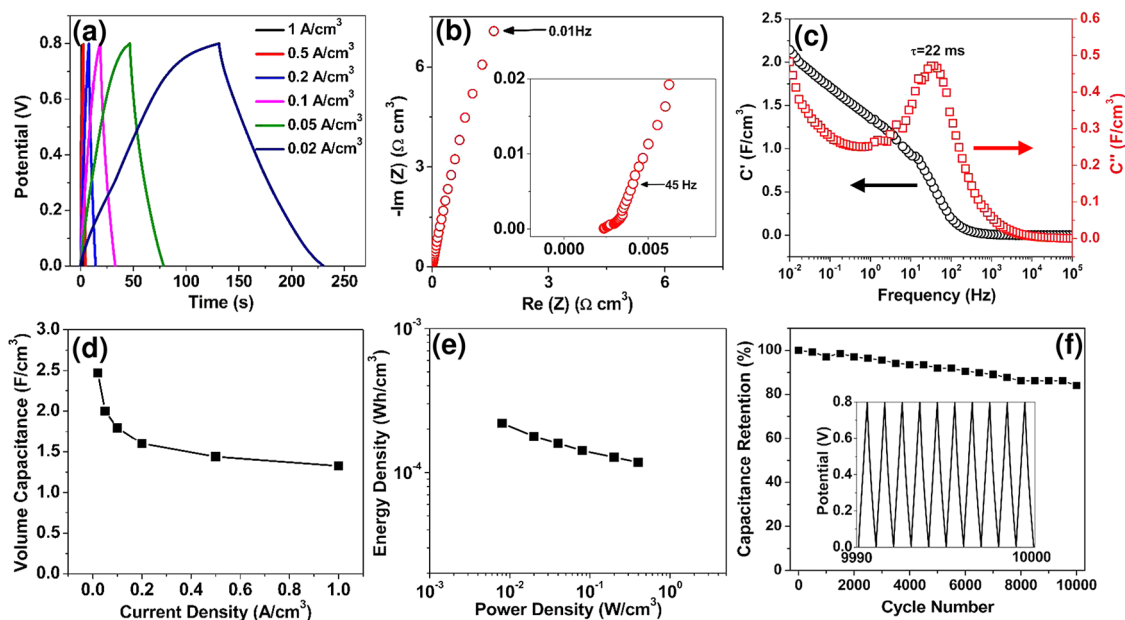 (a)
1 A/cm³
0.5 A/cm³
0.2 A/cm³
0.1 A/cm³
0.05 A/cm³
0.02 A/cm³
Potential (V)
0.8
0.6
0.4
0.2
0.0
0 50 100 150 200 250
Time (s)
(b)
0.01Hz
-Im (Z) (Ω cm³)
6
3
0
0 3 6
Re (Z) (Ω cm³)
0.02
0.01
0.00
0.000 0.005
45 Hz
(c)
τ=22 ms
C' (F/cm³)
2.5
2.0
1.5
1.0
0.5
0.0
C'' (F/cm³)
0.6
0.5
0.4
0.3
0.2
0.1
0.0
10⁻² 10⁻¹ 10⁰ 10¹ 10² 10³ 10⁴ 10⁵
Frequency (Hz)
(d)
Volume Capacitance (F/cm³)
3.0
2.5
2.0
1.5
1.0
0.5
0.0
0.0 0.2 0.4 0.6 0.8 1.0
Current Density (A/cm³)
(e)
Energy Density (Wh/cm³)
10⁻³
10⁻⁴
10⁻³ 10⁻² 10⁻¹ 10⁰ 10¹
Power Density (W/cm³)
(f)
Capacitance Retention (%)
100
80
60
40
20
0
0 2000 4000 6000 8000 10000
Cycle Number
Potential (V)
0.8
0.6
0.4
0.2
0.0
9990 10000